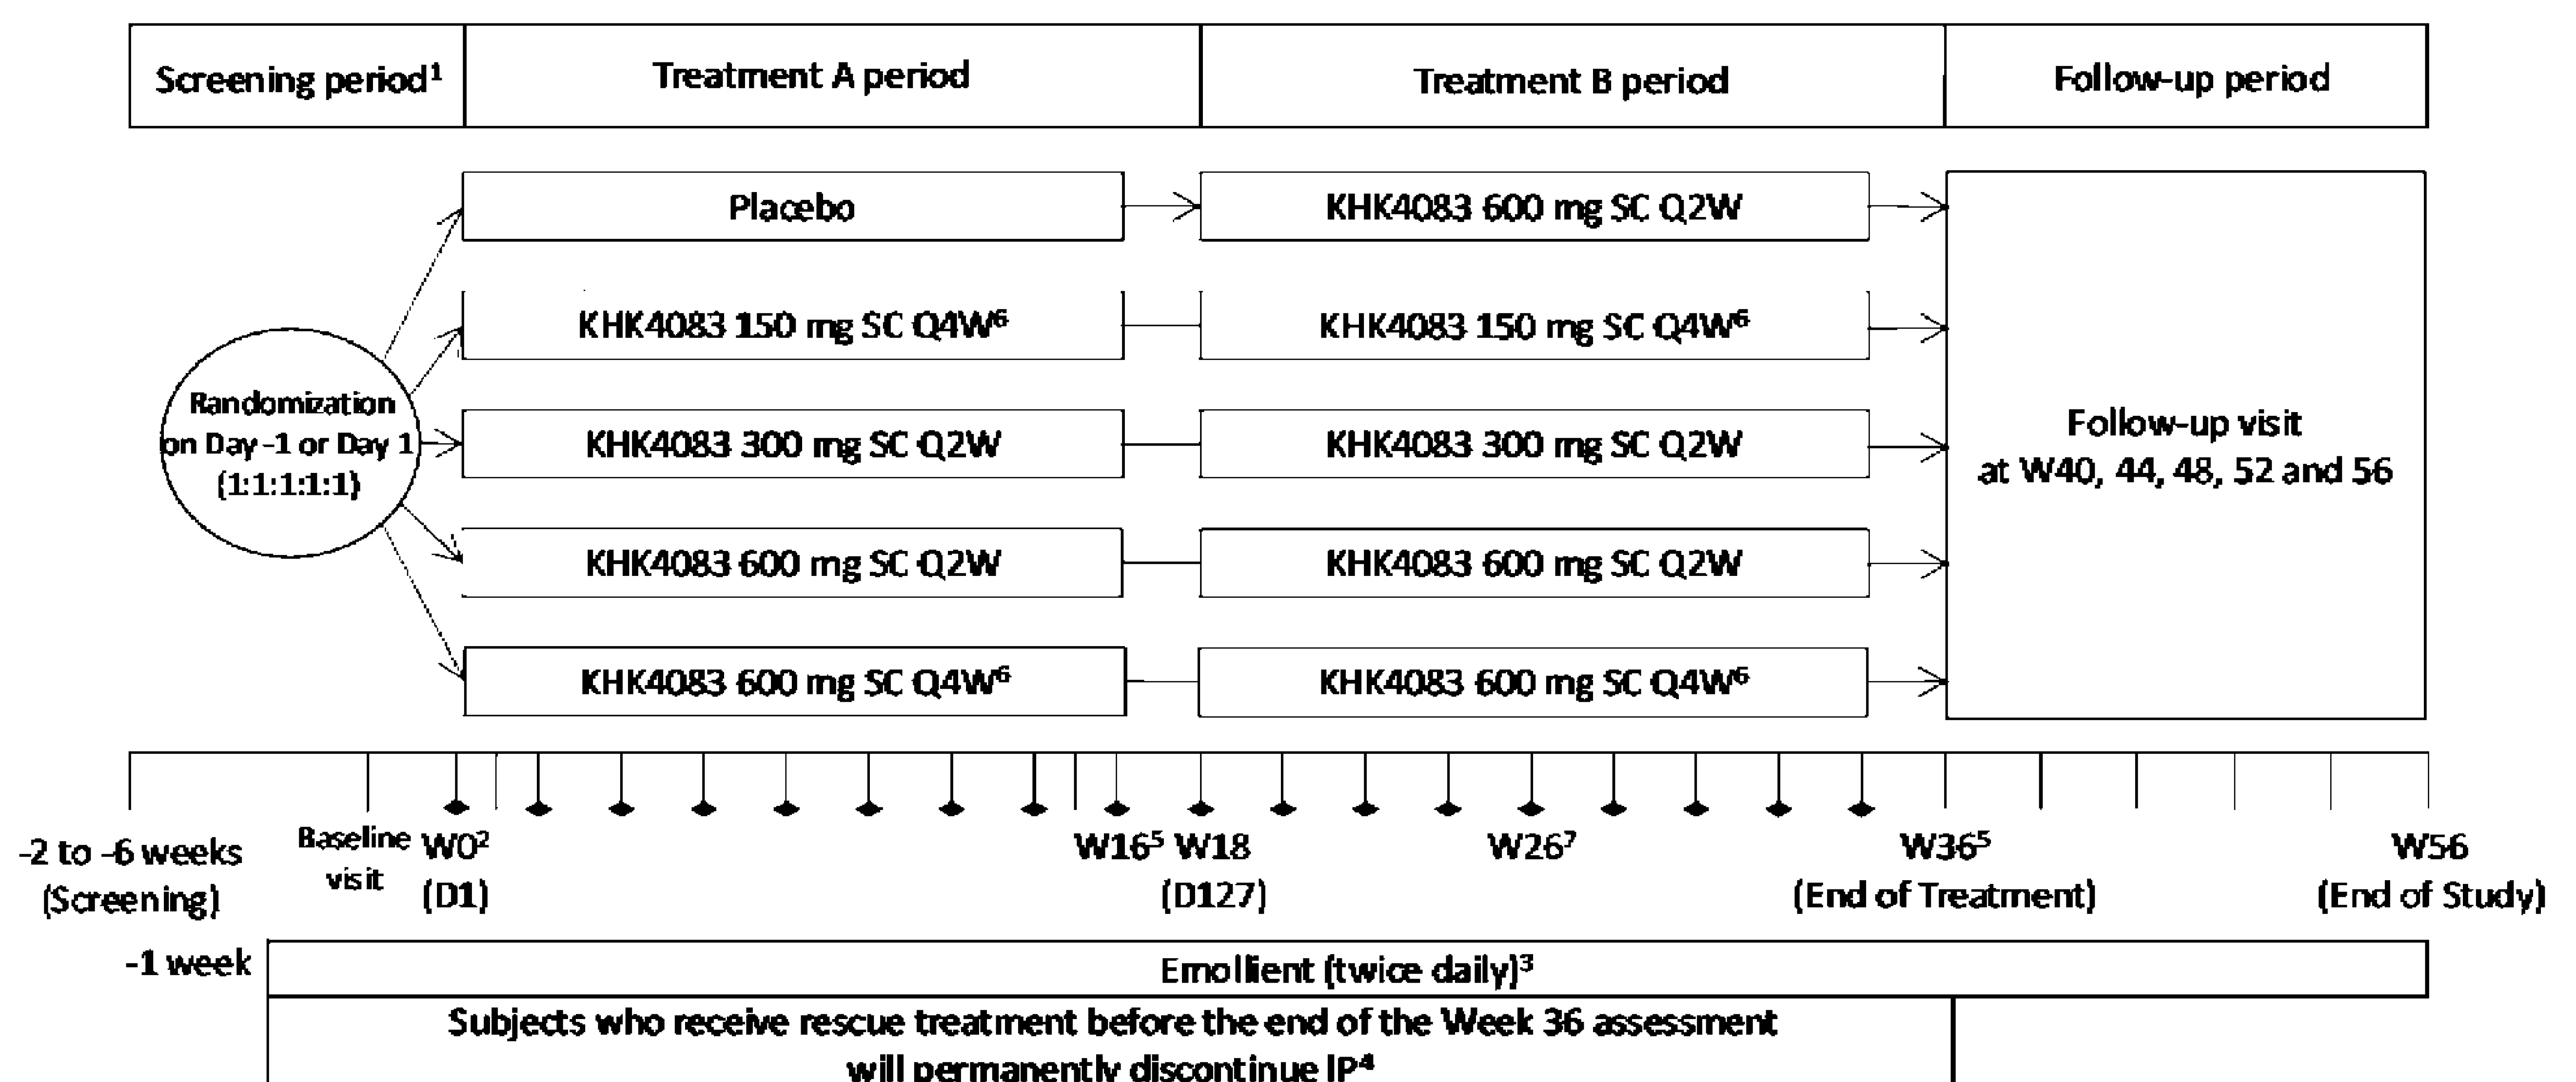 Screening period¹
Treatment A period
Treatment B period
Follow-up period
Placebo
KHK4083 600 mg SC Q2W
KHK4083 150 mg SC Q4W⁶
KHK4083 150 mg SC Q4W⁶
Randomization
on Day -1 or Day 1
(1:1:1:1:1)
KHK4083 300 mg SC Q2W
KHK4083 300 mg SC Q2W
Follow-up visit
at W40, 44, 48, 52 and 56
KHK4083 600 mg SC Q2W
KHK4083 600 mg SC Q2W
KHK4083 600 mg SC Q4W⁶
KHK4083 600 mg SC Q4W⁶
-2 to -6 weeks
(Screening)
Baseline
visit
W0²
(D1)
W16⁵
W18
(D127)
W26⁷
W36⁵
(End of Treatment)
W56
(End of Study)
-1 week
Emollient (twice daily)³
Subjects who receive rescue treatment before the end of the Week 36 assessment
will permanently discontinue IP⁴